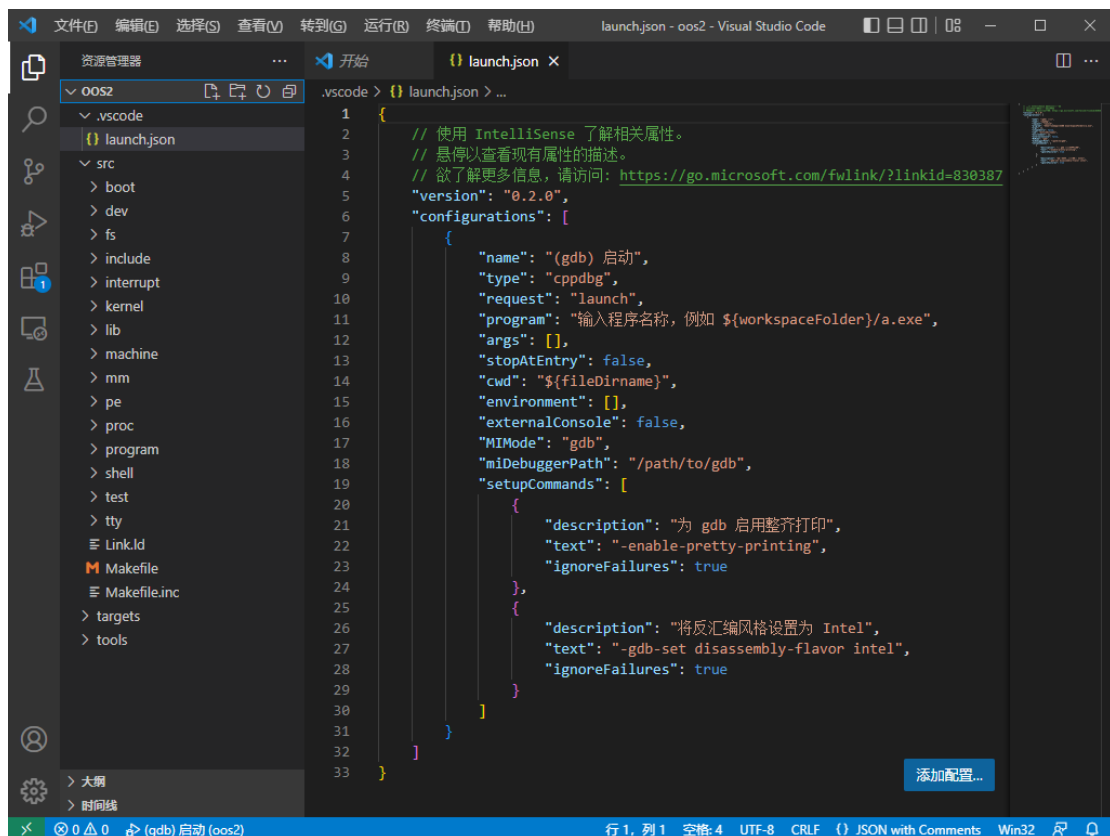 文件(F) 编辑(E) 选择(S) 查看(V) 转到(G) 运行(R) 终端(T) 帮助(H) launch.json - oos2 - Visual Studio Code
资源管理器 ...
开始
{} launch.json ×
OOS2
.vscode
{} launch.json
src
boot
dev
fs
include
interrupt
kernel
lib
machine
mm
pe
proc
program
shell
test
tty
Link.ld
Makefile
Makefile.inc
targets
tools
大纲
时间线
1
.vscode > {} launch.json > ...
1 {
2 // 使用 IntelliSense 了解相关属性。
3 // 悬停以查看现有属性的描述。
4 // 欲了解更多信息，请访问: https://go.microsoft.com/fwlink/?linkid=830387
5 "version": "0.2.0",
6 "configurations": [
7 {
8 "name": "(gdb) 启动",
9 "type": "cppdbg",
10 "request": "launch",
11 "program": "输入程序名称，例如 ${workspaceFolder}/a.exe",
12 "args": [],
13 "stopAtEntry": false,
14 "cwd": "${fileDirname}",
15 "environment": [],
16 "externalConsole": false,
17 "MIMode": "gdb",
18 "miDebuggerPath": "/path/to/gdb",
19 "setupCommands": [
20 {
21 "description": "为 gdb 启用整齐打印",
22 "text": "-enable-pretty-printing",
23 "ignoreFailures": true
24 },
25 {
26 "description": "将反汇编风格设置为 Intel",
27 "text": "-gdb-set disassembly-flavor intel",
28 "ignoreFailures": true
29 }
30 ]
31 }
32 ]
33 }
添加配置...
0 0 (gdb) 启动 (oos2) 行 1，列 1 空格: 4 UTF-8 CRLF {} JSON with Comments Win32